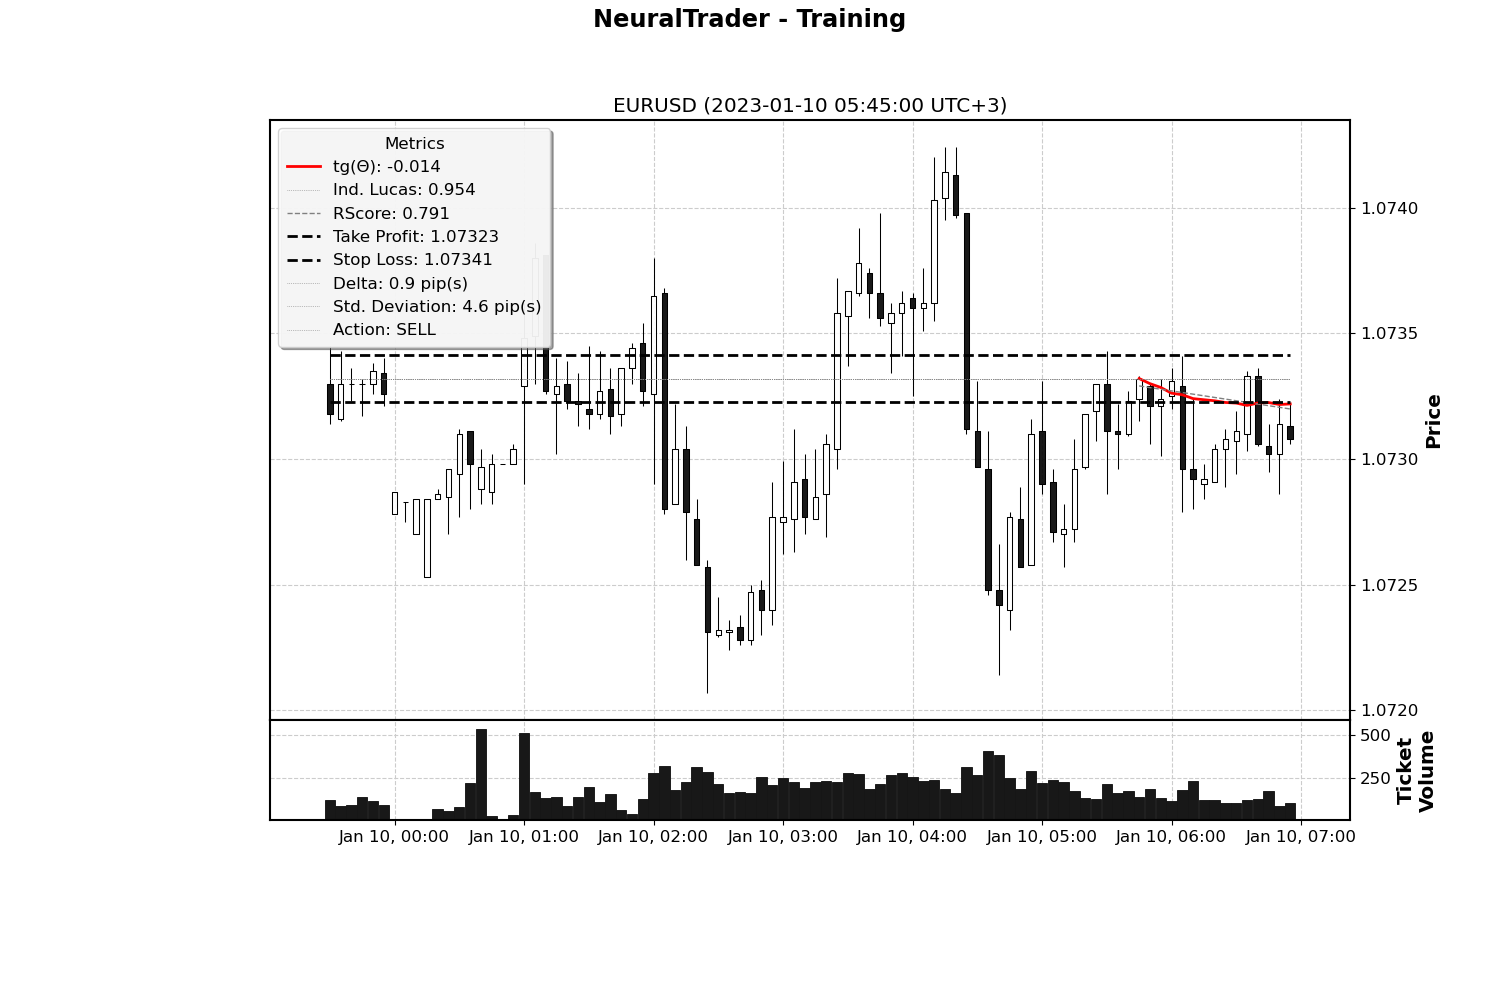 NeuralTrader - Training
EURUSD (2023-01-10 05:45:00 UTC+3)
Metrics
tg(Θ): -0.014
Ind. Lucas: 0.954
RScore: 0.791
Take Profit: 1.07323
Stop Loss: 1.07341
Delta: 0.9 pip(s)
Std. Deviation: 4.6 pip(s)
Action: SELL
1.0740
1.0735
1.0730
1.0725
1.0720
Price
500
250
Ticket
Volume
Jan 10, 00:00
Jan 10, 01:00
Jan 10, 02:00
Jan 10, 03:00
Jan 10, 04:00
Jan 10, 05:00
Jan 10, 06:00
Jan 10, 07:00